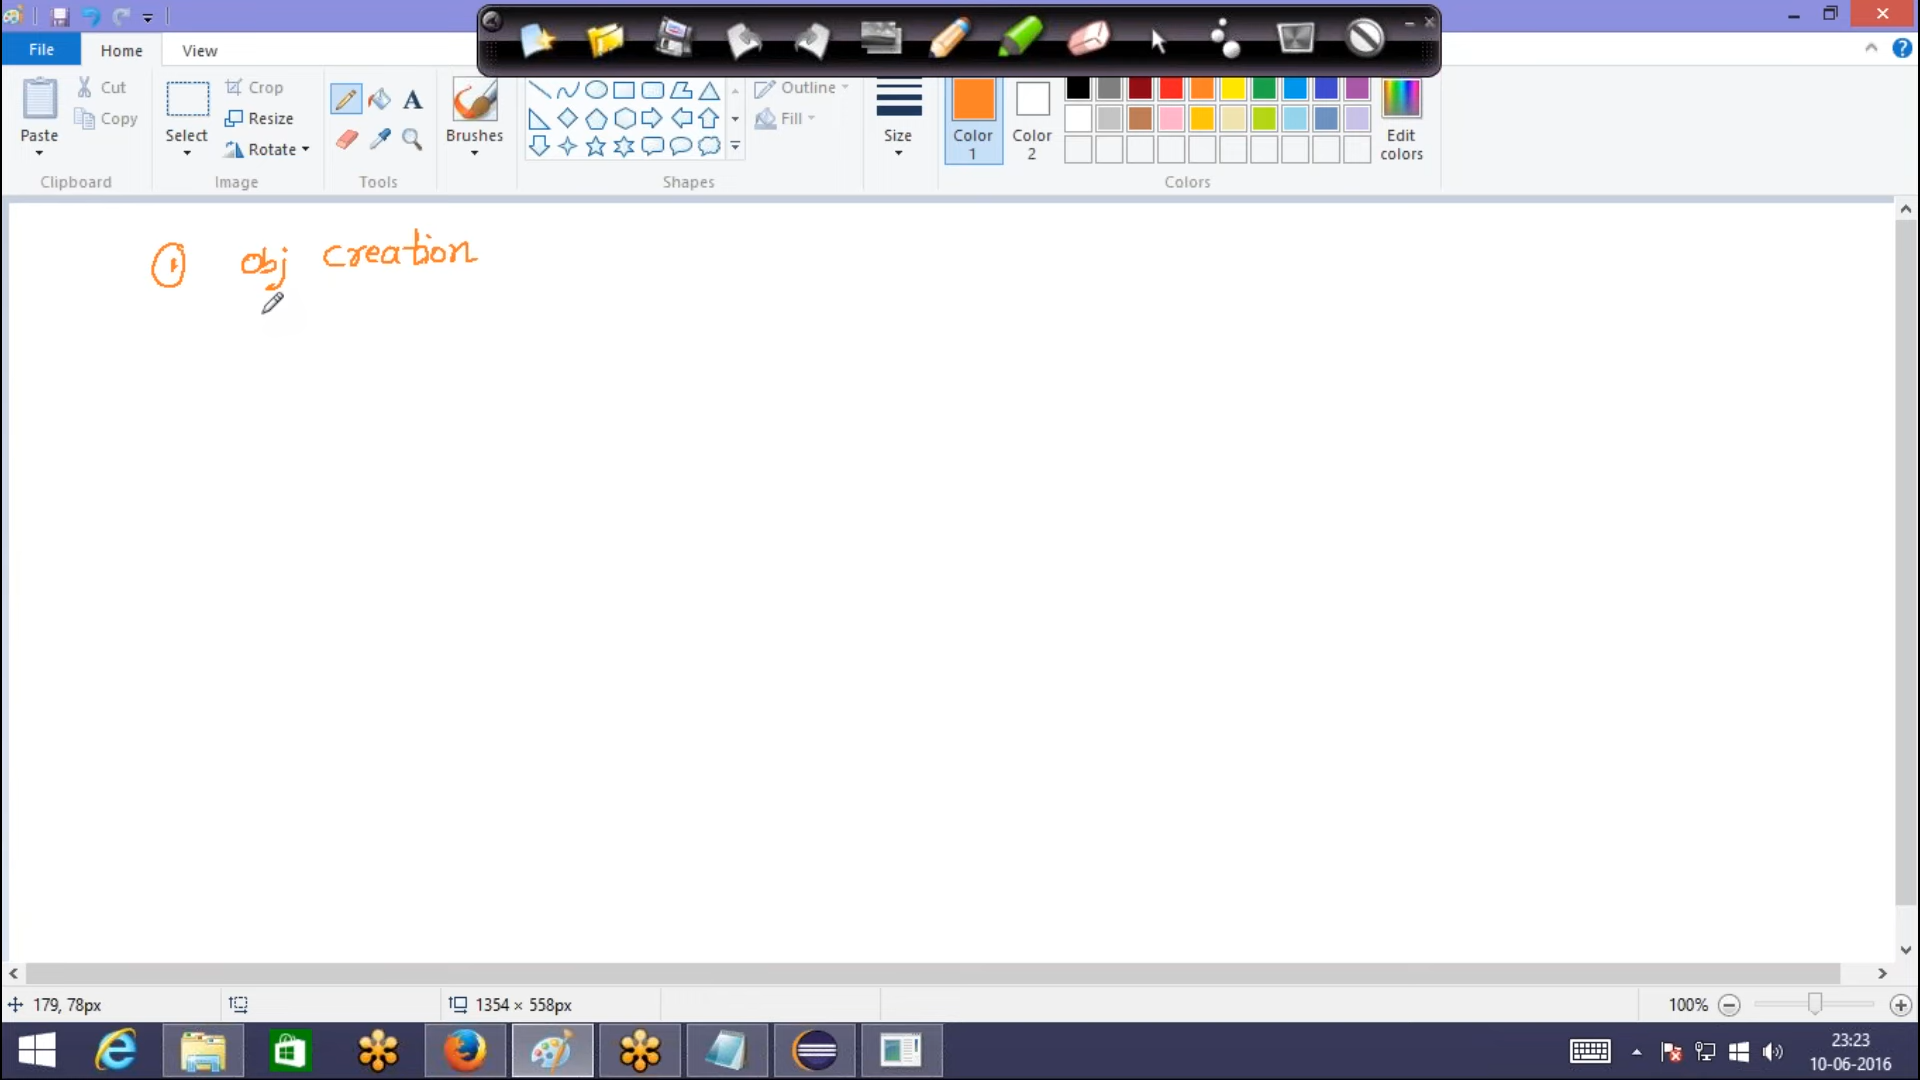 File Home View
Cut
Copy
Paste
Crop
Resize
Rotate
Select
Brushes
Outline
Fill
Size
Color 1
Color 2
Edit colors
Clipboard Image Tools Shapes Colors
① obj creation
179, 78px 1354 × 558px 100%
23:23
10-06-2016